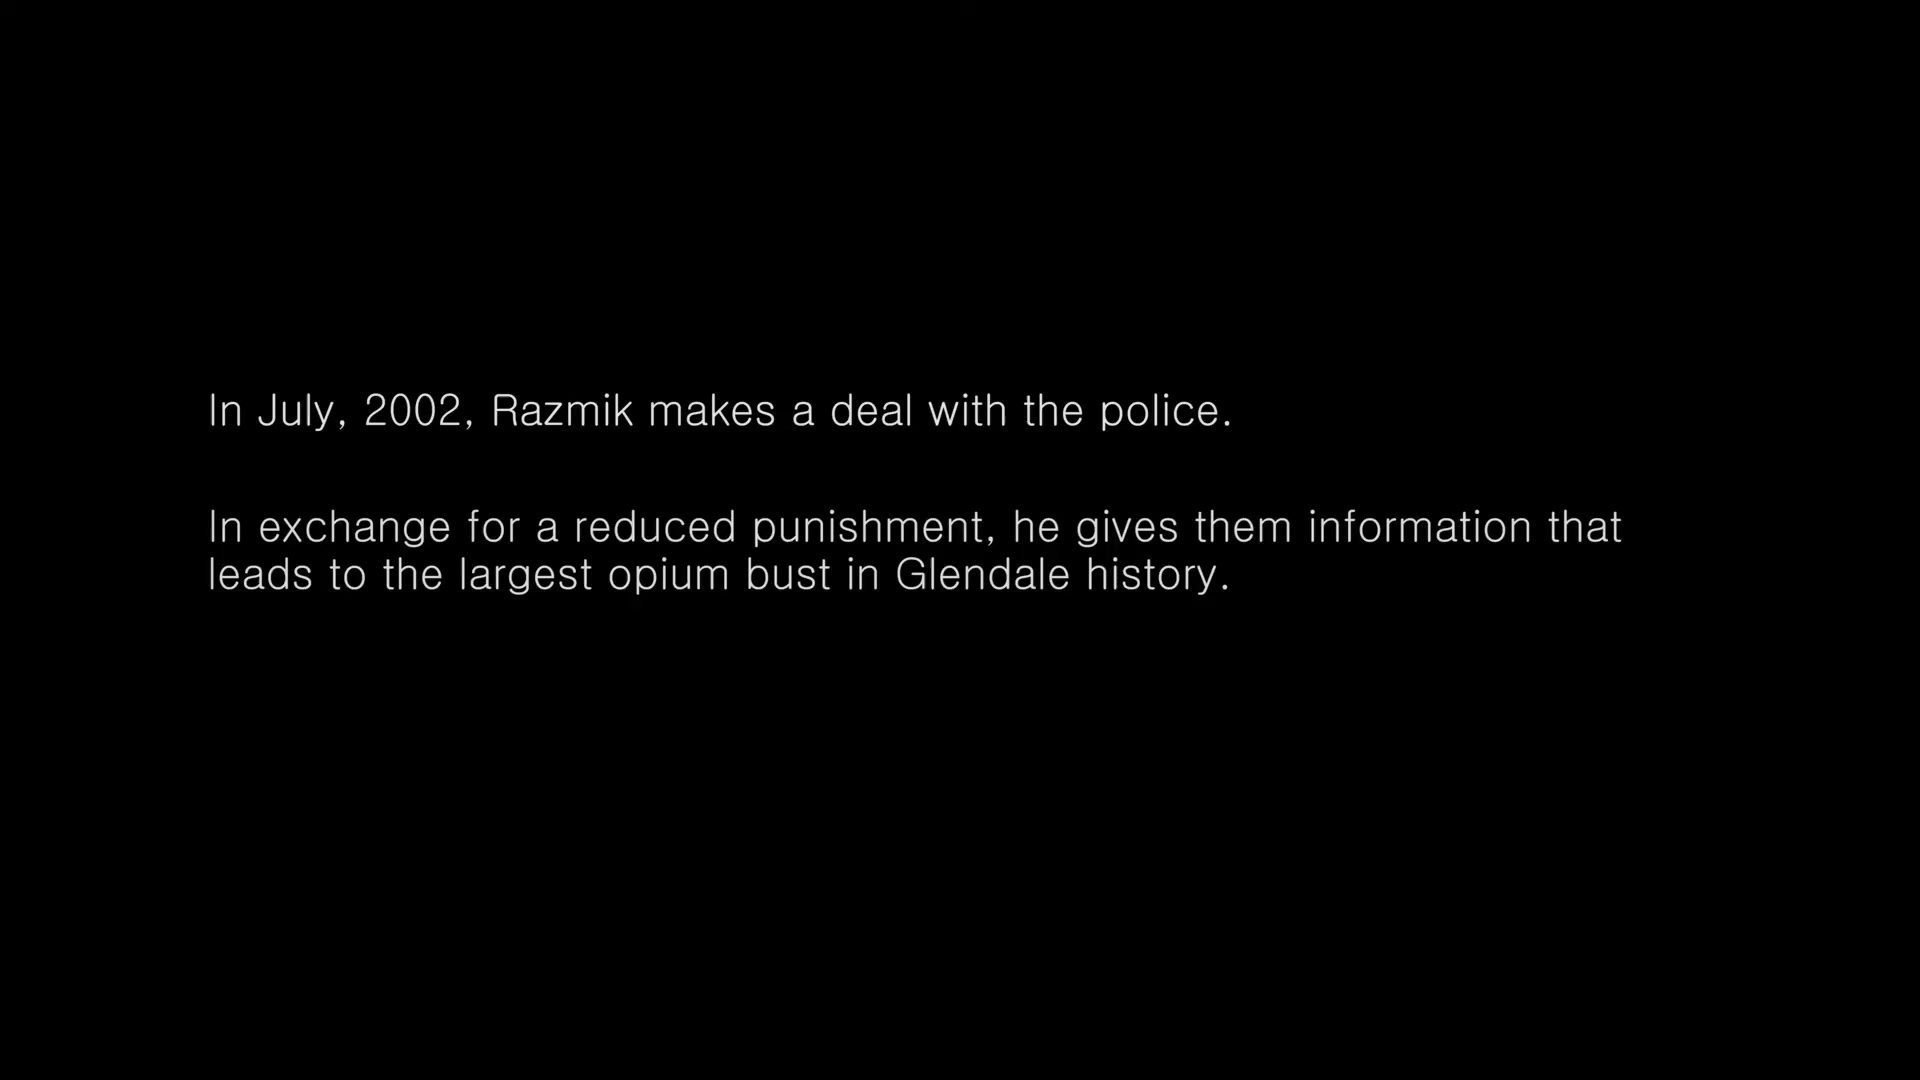 In July, 2002, Razmik makes a deal with the police.
In exchange for a reduced punishment, he gives them information that
leads to the largest opium bust in Glendale history.